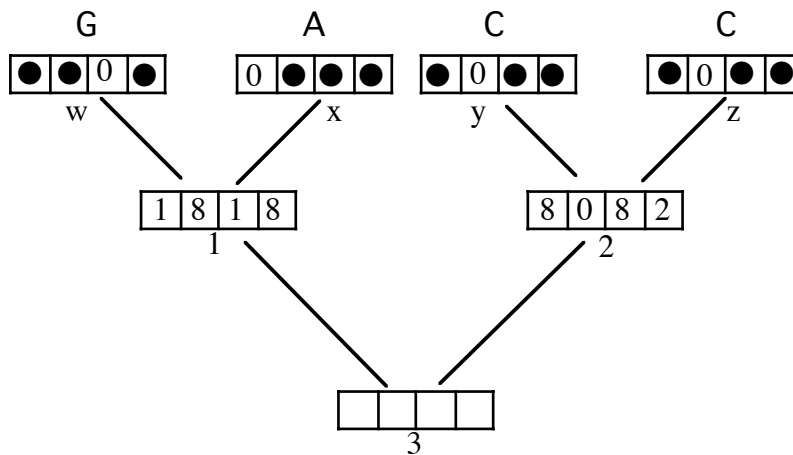 G A C C
● ● 0 ● 0 ● ● ● ● 0 ● ● ● 0 ● ●
w x y z
1 8 1 8 8 0 8 2
1 2
3